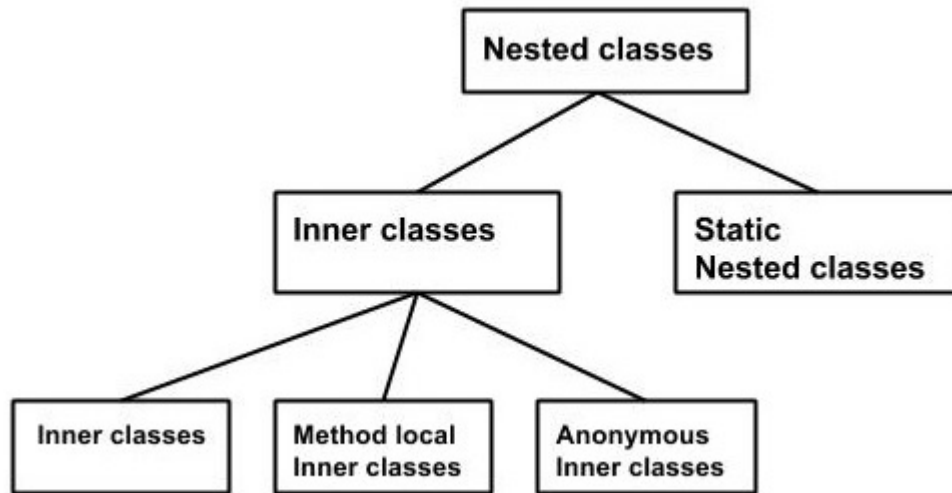 Nested classes
Inner classes
Static
Nested classes
Inner classes
Method local
Inner classes
Anonymous
Inner classes